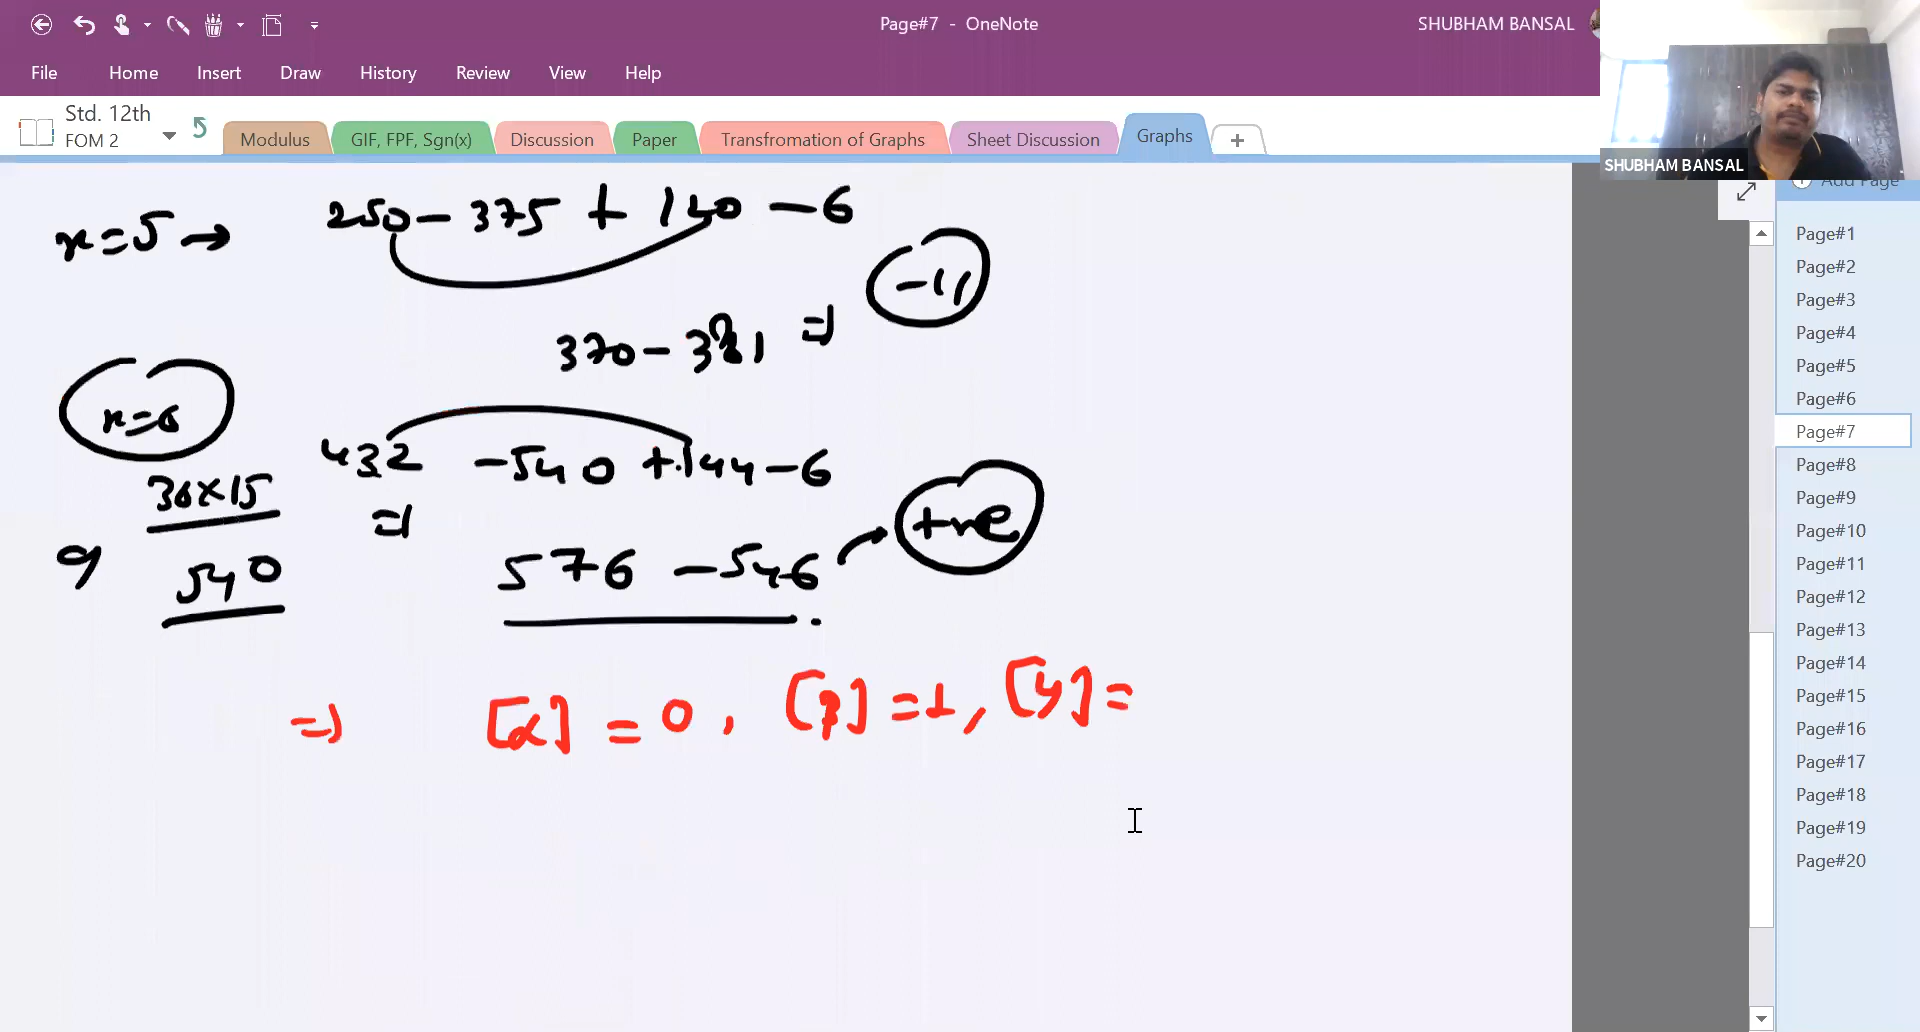 Page#7 - OneNote
SHUBHAM BANSAL
File Home Insert Draw History Review View Help
Std. 12th
FOM 2
Modulus
GIF, FPF, Sgn(x)
Discussion
Paper
Transfromation of Graphs
Sheet Discussion
Graphs
+
SHUBHAM BANSAL
Add Page
x=5→ 250-375+140-6
-11
370-381 ⇒
x=6
432 -540+144-6
36×15
⇒
+ve
540
576-546
⇒ [α] = 0, [β] = 1, [γ] =
Page#1
Page#2
Page#3
Page#4
Page#5
Page#6
Page#7
Page#8
Page#9
Page#10
Page#11
Page#12
Page#13
Page#14
Page#15
Page#16
Page#17
Page#18
Page#19
Page#20